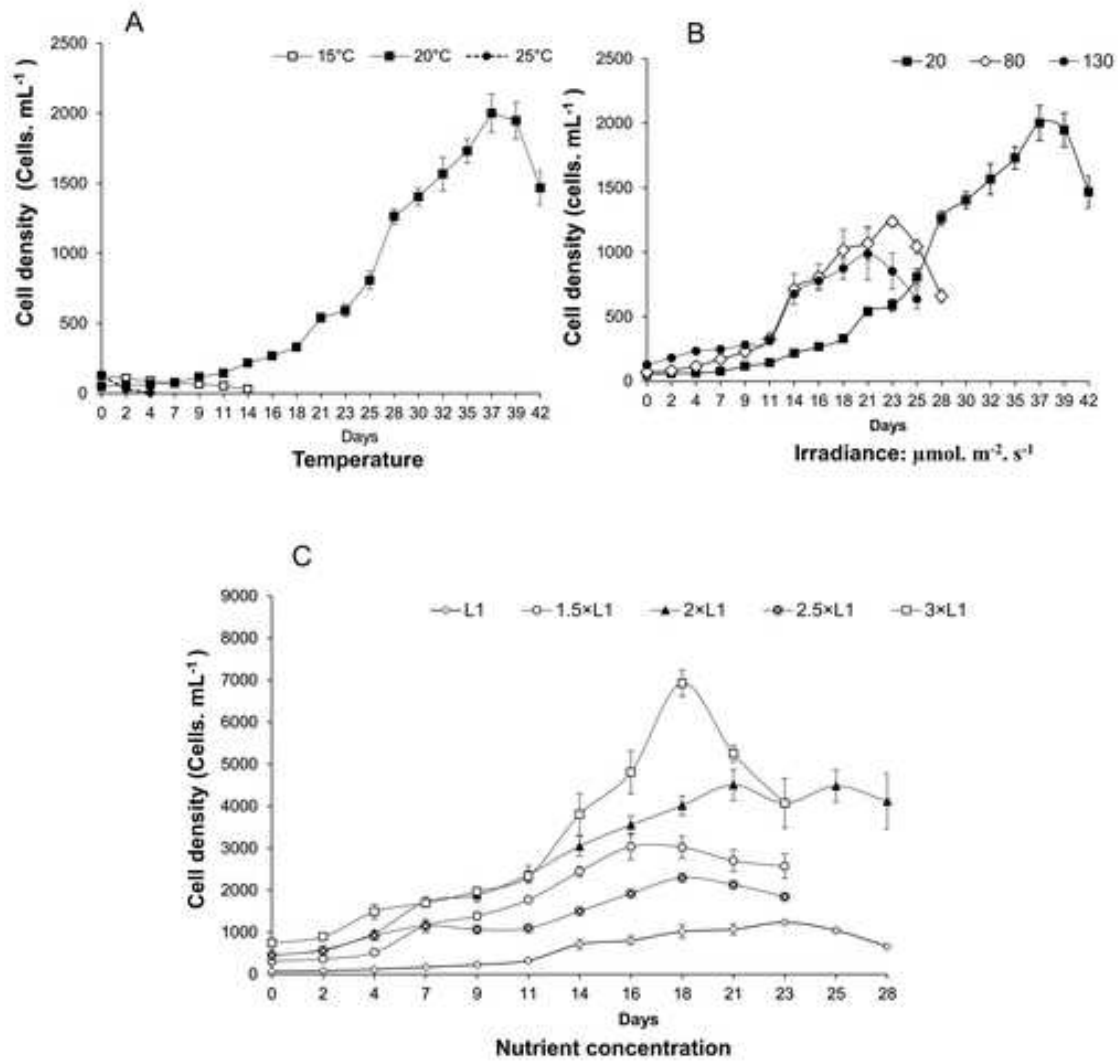 A
15°C 20°C 25°C
Cell density (Cells. mL⁻¹)
2500
2000
1500
1000
500
0
0 2 4 7 9 11 14 16 18 21 23 25 28 30 32 35 37 39 42
Days
Temperature
B
20 80 130
Cell density (cells. mL⁻¹)
2500
2000
1500
1000
500
0
0 2 4 7 9 11 14 16 18 21 23 25 28 30 32 35 37 39 42
Days
Irradiance: μmol. m⁻². s⁻¹
C
L1 1.5×L1 2×L1 2.5×L1 3×L1
Cell density (Cells. mL⁻¹)
9000
8000
7000
6000
5000
4000
3000
2000
1000
0
0 2 4 7 9 11 14 16 18 21 23 25 28
Days
Nutrient concentration